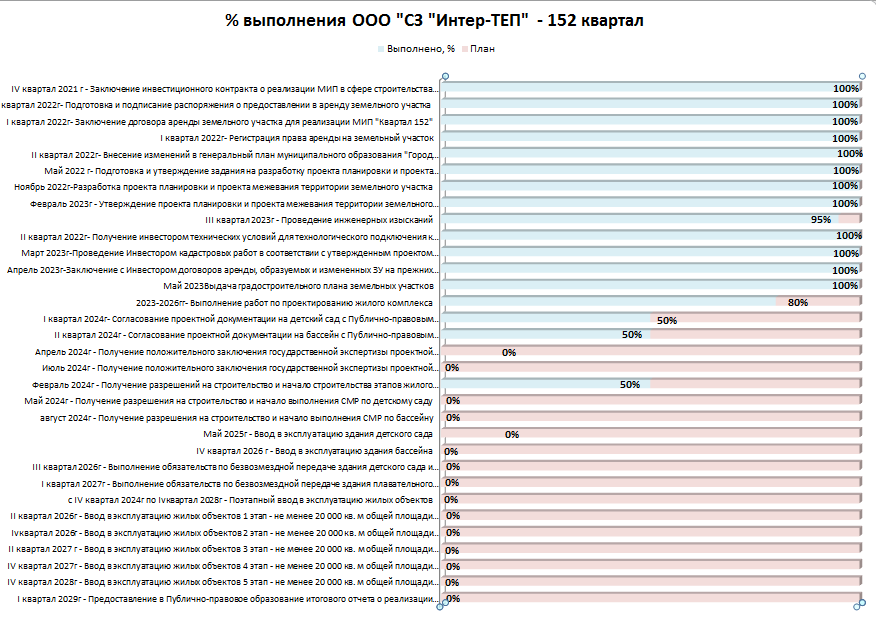 % выполнения ООО "СЗ "Интер-ТЕП" - 152 квартал
Выполнено, % План
IV квартал 2021 г - Заключение инвестиционного контракта о реализации МИП в сфере строительства... 100%
квартал 2022г- Подготовка и подписание распоряжения о предоставлении в аренду земельного участка 100%
I квартал 2022г- Заключение договора аренды земельного участка для реализации МИП "Квартал 152" 100%
I квартал 2022г- Регистрация права аренды на земельный участок 100%
II квартал 2022г- Внесение изменений в генеральный план муниципального образования "Город... 100%
Май 2022 г- Подготовка и утверждение задания на разработку проекта планировки и проекта... 100%
Ноябрь 2022г-Разработка проекта планировки и проекта межевания территории земельного участка 100%
Февраль 2023г - Утверждение проекта планировки и проекта межевания территории земельного... 100%
III квартал 2023г - Проведение инженерных изысканий 95%
II квартал 2022г- Получение инвестором технических условий для технологического подключения к... 100%
Март 2023г-Проведение Инвестором кадастровых работ в соответствии с утвержденным проектом... 100%
Апрель 2023г-Заключение с Инвестором договоров аренды, образуемых и измененных ЗУ на прежних... 100%
Май 2023Выдача градостроительного плана земельных участков 100%
2023-2026гг- Выполнение работ по проектированию жилого комплекса 80%
I квартал 2024г- Согласование проектной документации на детский сад с Публично-правовым... 50%
II квартал 2024г - Согласование проектной документации на бассейн с Публично-правовым... 50%
Апрель 2024г - Получение положительного заключения государственной экспертизы проектной... 0%
Июль 2024г - Получение положительного заключения государственной экспертизы проектной... 0%
Февраль 2024г - Получение разрешений на строительство и начало строительства этапов жилого... 50%
Май 2024г - Получение разрешения на строительство и начало выполнения СМР по детскому саду 0%
август 2024г - Получение разрешения на строительство и начало выполнения СМР по бассейну 0%
Май 2025г - Ввод в эксплуатацию здания детского сада 0%
IV квартал 2026 г - Ввод в эксплуатацию здания бассейна 0%
III квартал 2026г - Выполнение обязательств по безвозмездной передаче здания детского сада и... 0%
I квартал 2027г - Выполнение обязательств по безвозмездной передаче здания плавательного... 0%
с IV квартал 2024г по IVквартал 2028г - Поэтапный ввод в эксплуатацию жилых объектов 0%
II квартал 2026г - Ввод в эксплуатацию жилых объектов 1 этап - не менее 20 000 кв. м общей площади... 0%
IVквартал 2026г - Ввод в эксплуатацию жилых объектов 2 этап - не менее 20 000 кв. м общей площади... 0%
II квартал 2027 г - Ввод в эксплуатацию жилых объектов 3 этап - не менее 20 000 кв. м общей площади... 0%
IV квартал 2027г - Ввод в эксплуатацию жилых объектов 4 этап - не менее 20 000 кв. м общей площади... 0%
IV квартал 2028г - Ввод в эксплуатацию жилых объектов 5 этап - не менее 20 000 кв. м общей площади... 0%
I квартал 2029г - Предоставление в Публично-правовое образование итогового отчета о реализации... 0%